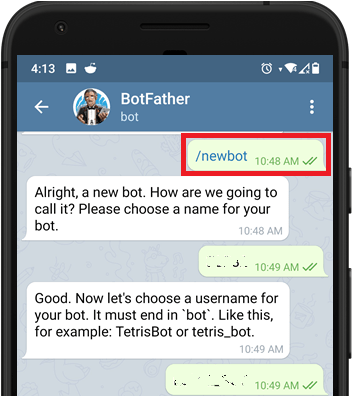 4:13
BotFather
bot
/newbot 10:48 AM
Alright, a new bot. How are we going to
call it? Please choose a name for your
bot.
10:48 AM
10:49 AM
Good. Now let's choose a username for
your bot. It must end in `bot`. Like this,
for example: TetrisBot or tetris_bot.
10:49 AM
10:49 AM